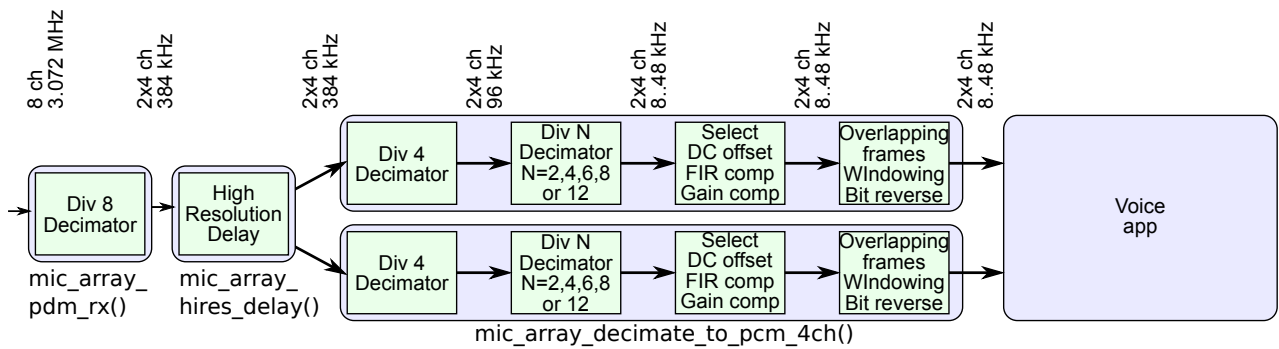 8 ch
3.072 MHz
2x4 ch
384 kHz
2x4 ch
384 kHz
2x4 ch
96 kHz
2x4 ch
8..48 kHz
2x4 ch
8..48 kHz
2x4 ch
8..48 kHz
Div 8
Decimator
mic_array_
pdm_rx()
High
Resolution
Delay
mic_array_
hires_delay()
Div 4
Decimator
Div N
Decimator
N=2,4,6,8
or 12
Select
DC offset
FIR comp
Gain comp
Overlapping
frames
WIndowing
Bit reverse
Div 4
Decimator
Div N
Decimator
N=2,4,6,8
or 12
Select
DC offset
FIR comp
Gain comp
Overlapping
frames
WIndowing
Bit reverse
mic_array_decimate_to_pcm_4ch()
Voice
app